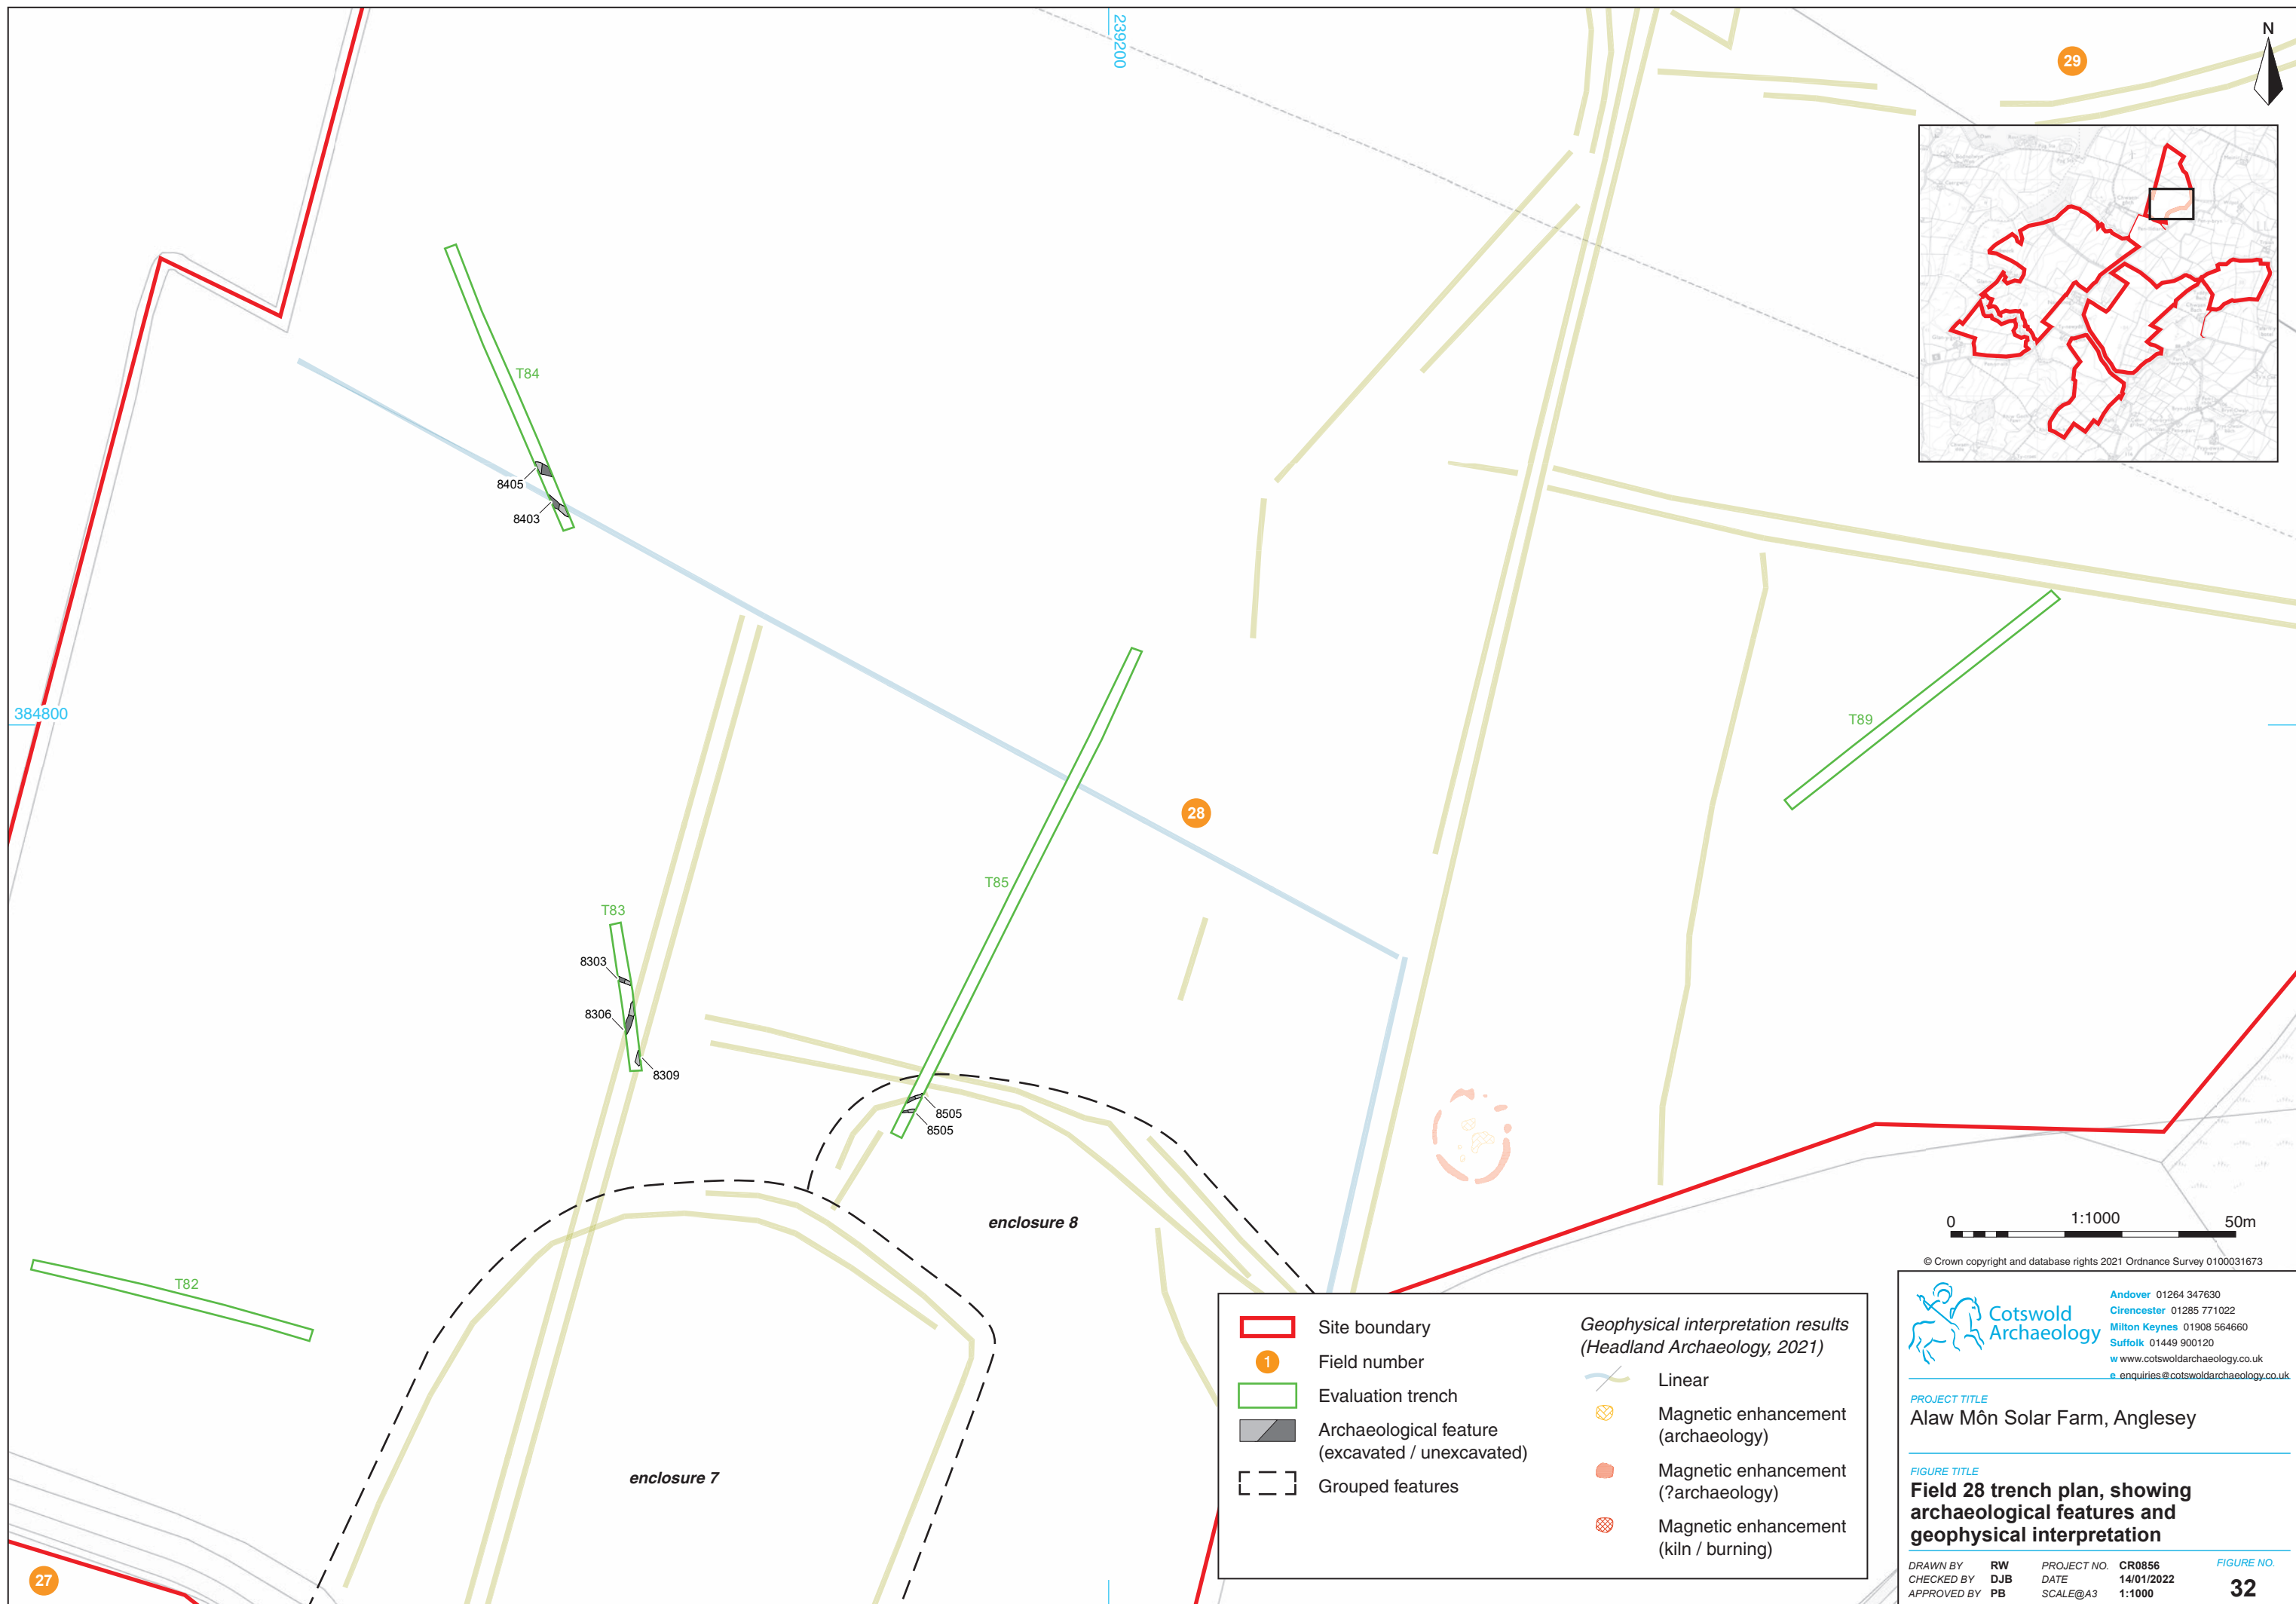 239200
29
N
T84
8405
8403
384800
T89
28
T85
T83
8303
8306
8309
8505
8505
enclosure 8
T82
enclosure 7
27
0 1:1000 50m
© Crown copyright and database rights 2021 Ordnance Survey 0100031673
Site boundary
1 Field number
Evaluation trench
Archaeological feature
(excavated / unexcavated)
Grouped features
Geophysical interpretation results
(Headland Archaeology, 2021)
Linear
Magnetic enhancement
(archaeology)
Magnetic enhancement
(?archaeology)
Magnetic enhancement
(kiln / burning)
Cotswold
Archaeology
Andover 01264 347630
Cirencester 01285 771022
Milton Keynes 01908 564660
Suffolk 01449 900120
w www.cotswoldarchaeology.co.uk
e enquiries@cotswoldarchaeology.co.uk
PROJECT TITLE
Alaw Môn Solar Farm, Anglesey
FIGURE TITLE
Field 28 trench plan, showing
archaeological features and
geophysical interpretation
DRAWN BY RW PROJECT NO. CR0856 FIGURE NO.
CHECKED BY DJB DATE 14/01/2022
APPROVED BY PB SCALE@A3 1:1000 32